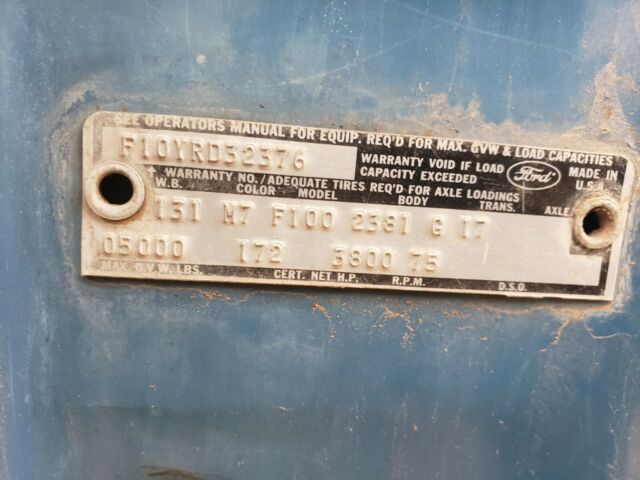 SEE OPERATORS MANUAL FOR EQUIP. REQ'D FOR MAX. GVW & LOAD CAPACITIES
F10YRD32376
WARRANTY VOID IF LOAD
CAPACITY EXCEEDED
Ford
MADE IN
U.S.A.
WARRANTY NO./ADEQUATE TIRES REQ'D FOR AXLE LOADINGS
W.B. COLOR MODEL BODY TRANS. AXLE
131 M7 F100 2381 G 17
05000 172 3800 75
MAX. G.V.W. LBS. CERT. NET H.P. R.P.M. D.S.O.